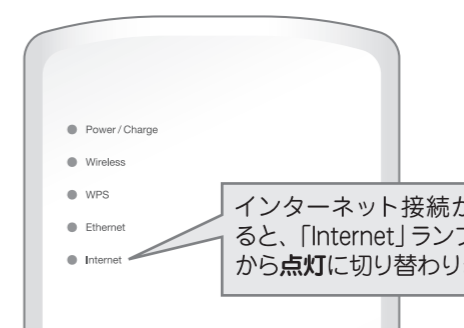 Power / Charge
Wireless
WPS
Ethernet
Internet
インターネット接続が
ると、「Internet」ランプ
から点灯に切り替わり